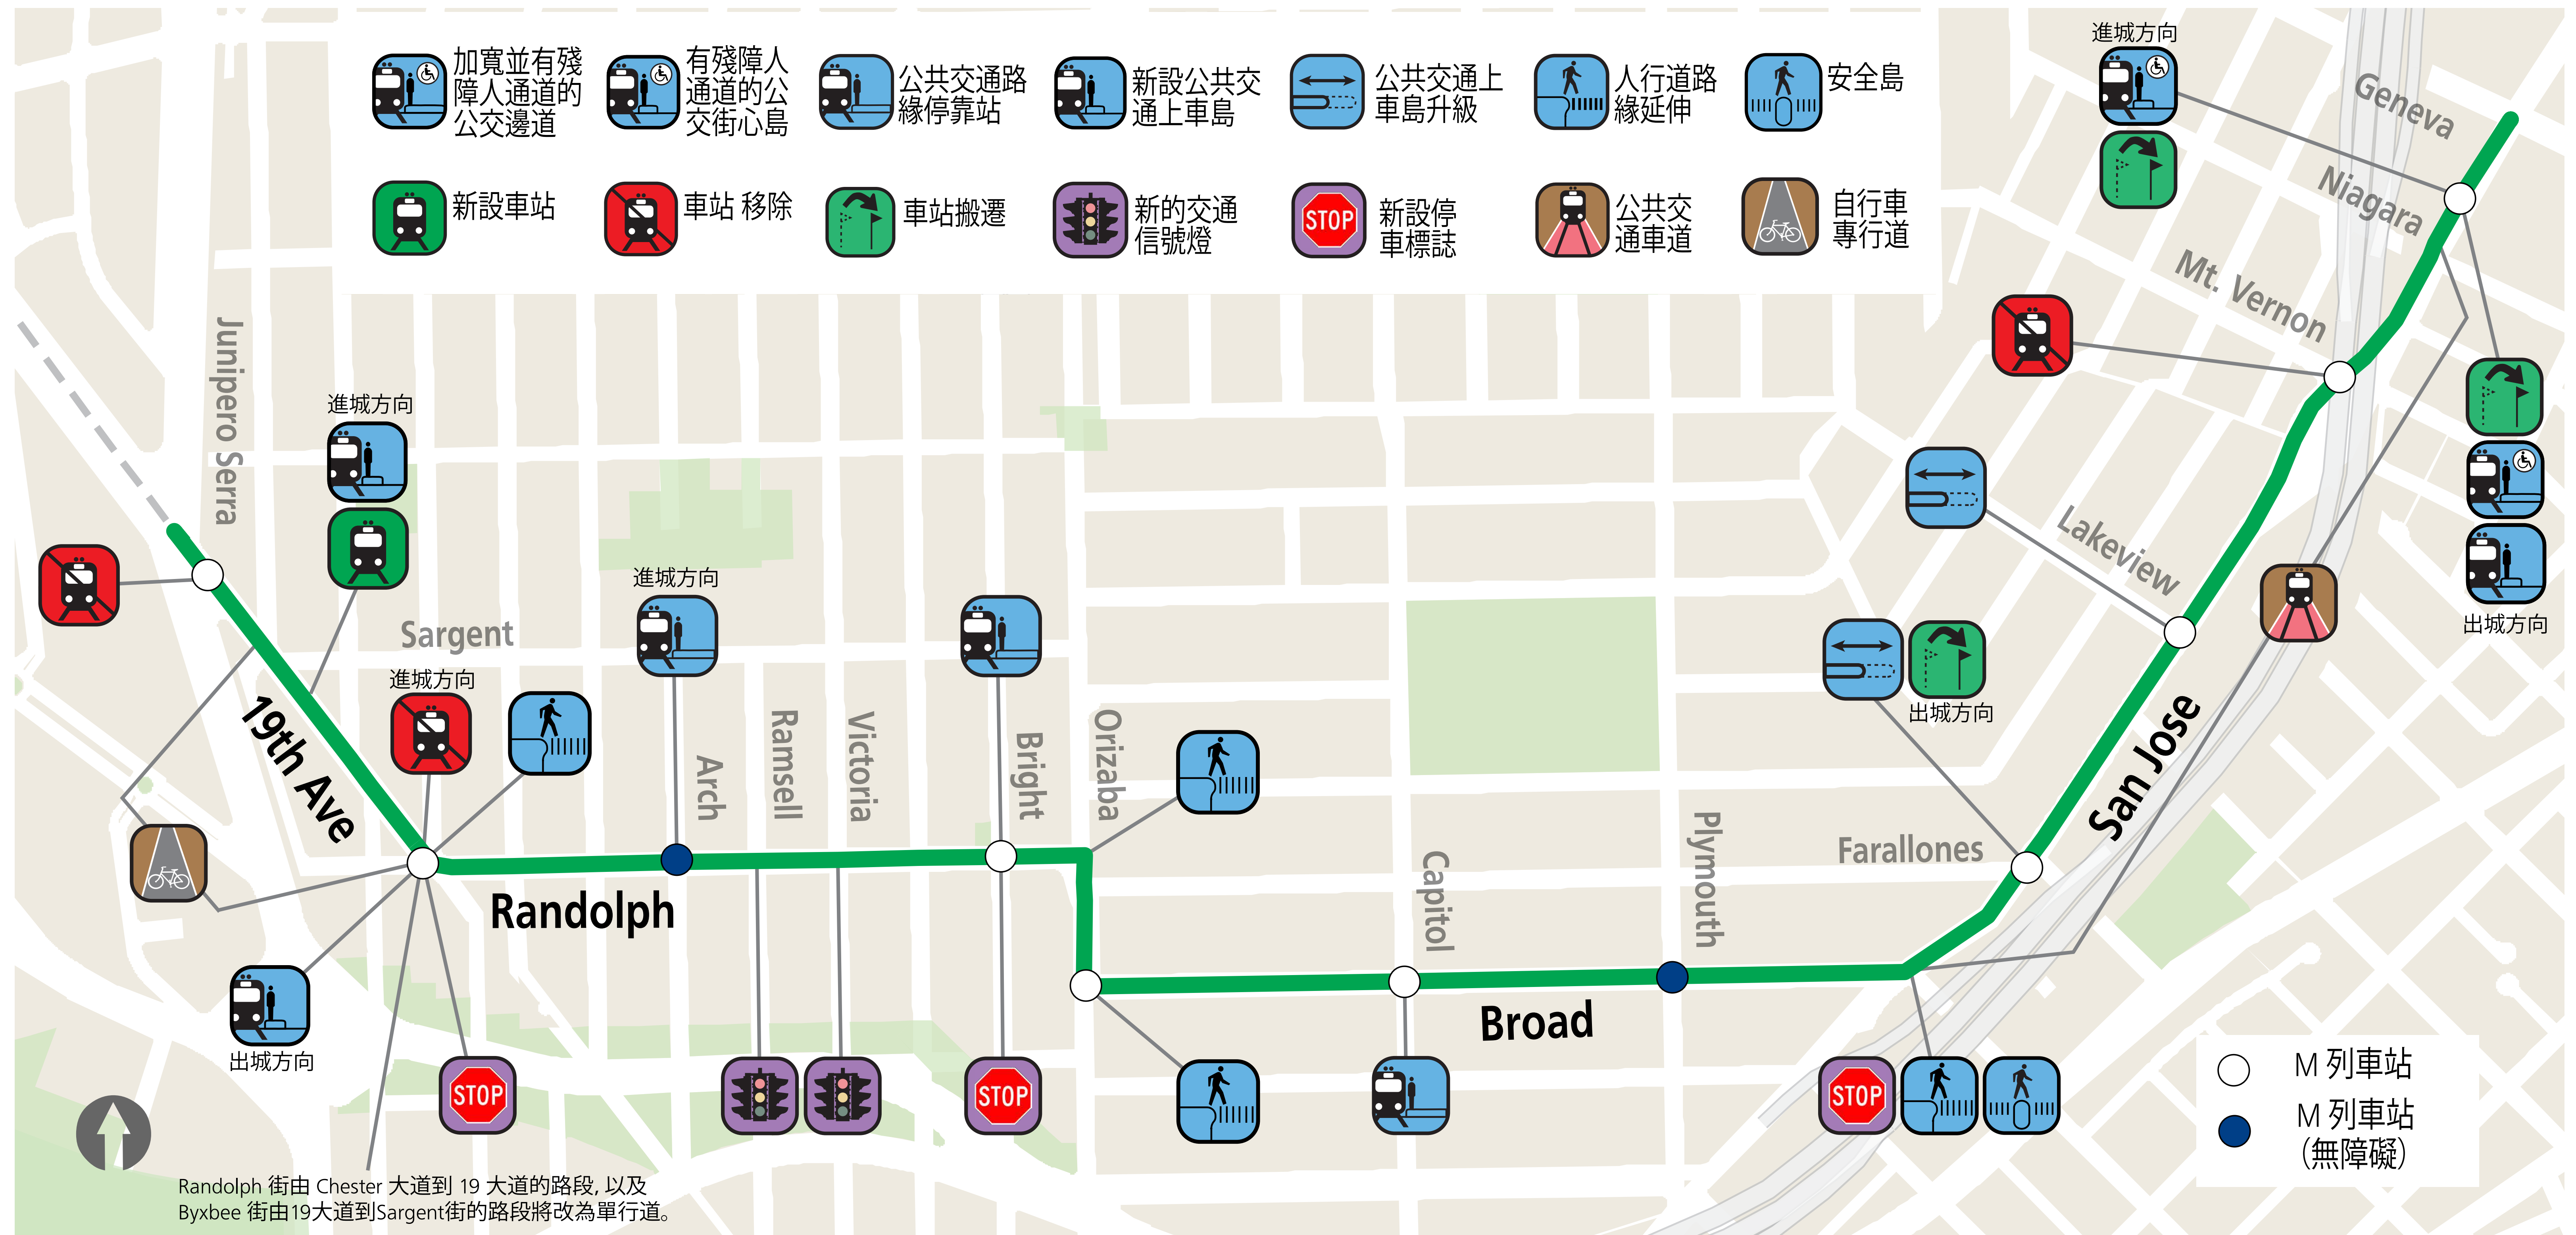 加寬並有殘
障人通道的
公交邊道
有殘障人
通道的公
交街心島
公共交通路
緣停靠站
新設公共交
通上車島
公共交通上
車島升級
人行道路
緣延伸
安全島
新設車站
車站 移除
車站搬遷
新的交通
信號燈
STOP
新設停
車標誌
公共交
通車道
自行車
專行道
進城方向
Geneva
Niagara
Mt. Vernon
Junipero Serra
進城方向
Lakeview
進城方向
Sargent
出城方向
進城方向
19th Ave
Arch
Ramsell
Victoria
Bright
Orizaba
出城方向
San Jose
Plymouth
Farallones
Capitol
Randolph
Broad
出城方向
STOP
STOP
STOP
M 列車站
M 列車站
(無障礙)
Randolph 街由 Chester 大道到 19 大道的路段, 以及
Byxbee 街由19大道到Sargent街的路段將改為單行道。